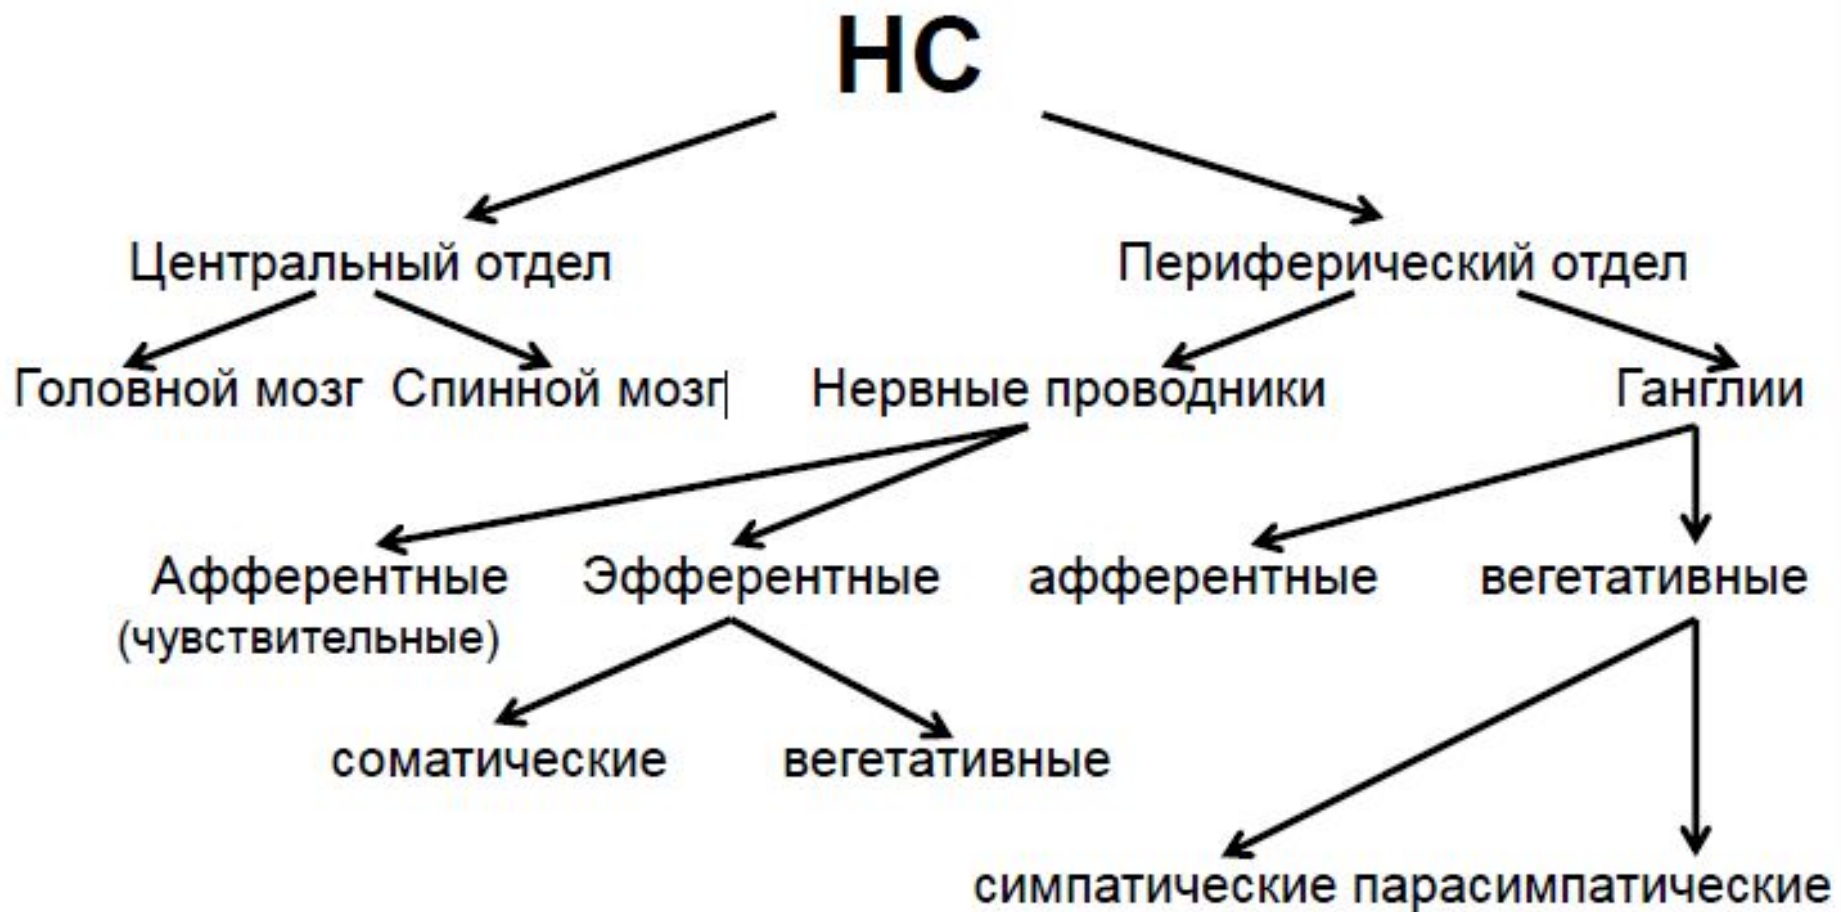 НС
Центральный отдел Периферический отдел
Головной мозг Спинной мозг Нервные проводники Ганглии
Афферентные Эфферентные афферентные вегетативные
(чувствительные)
соматические вегетативные
симпатические парасимпатические